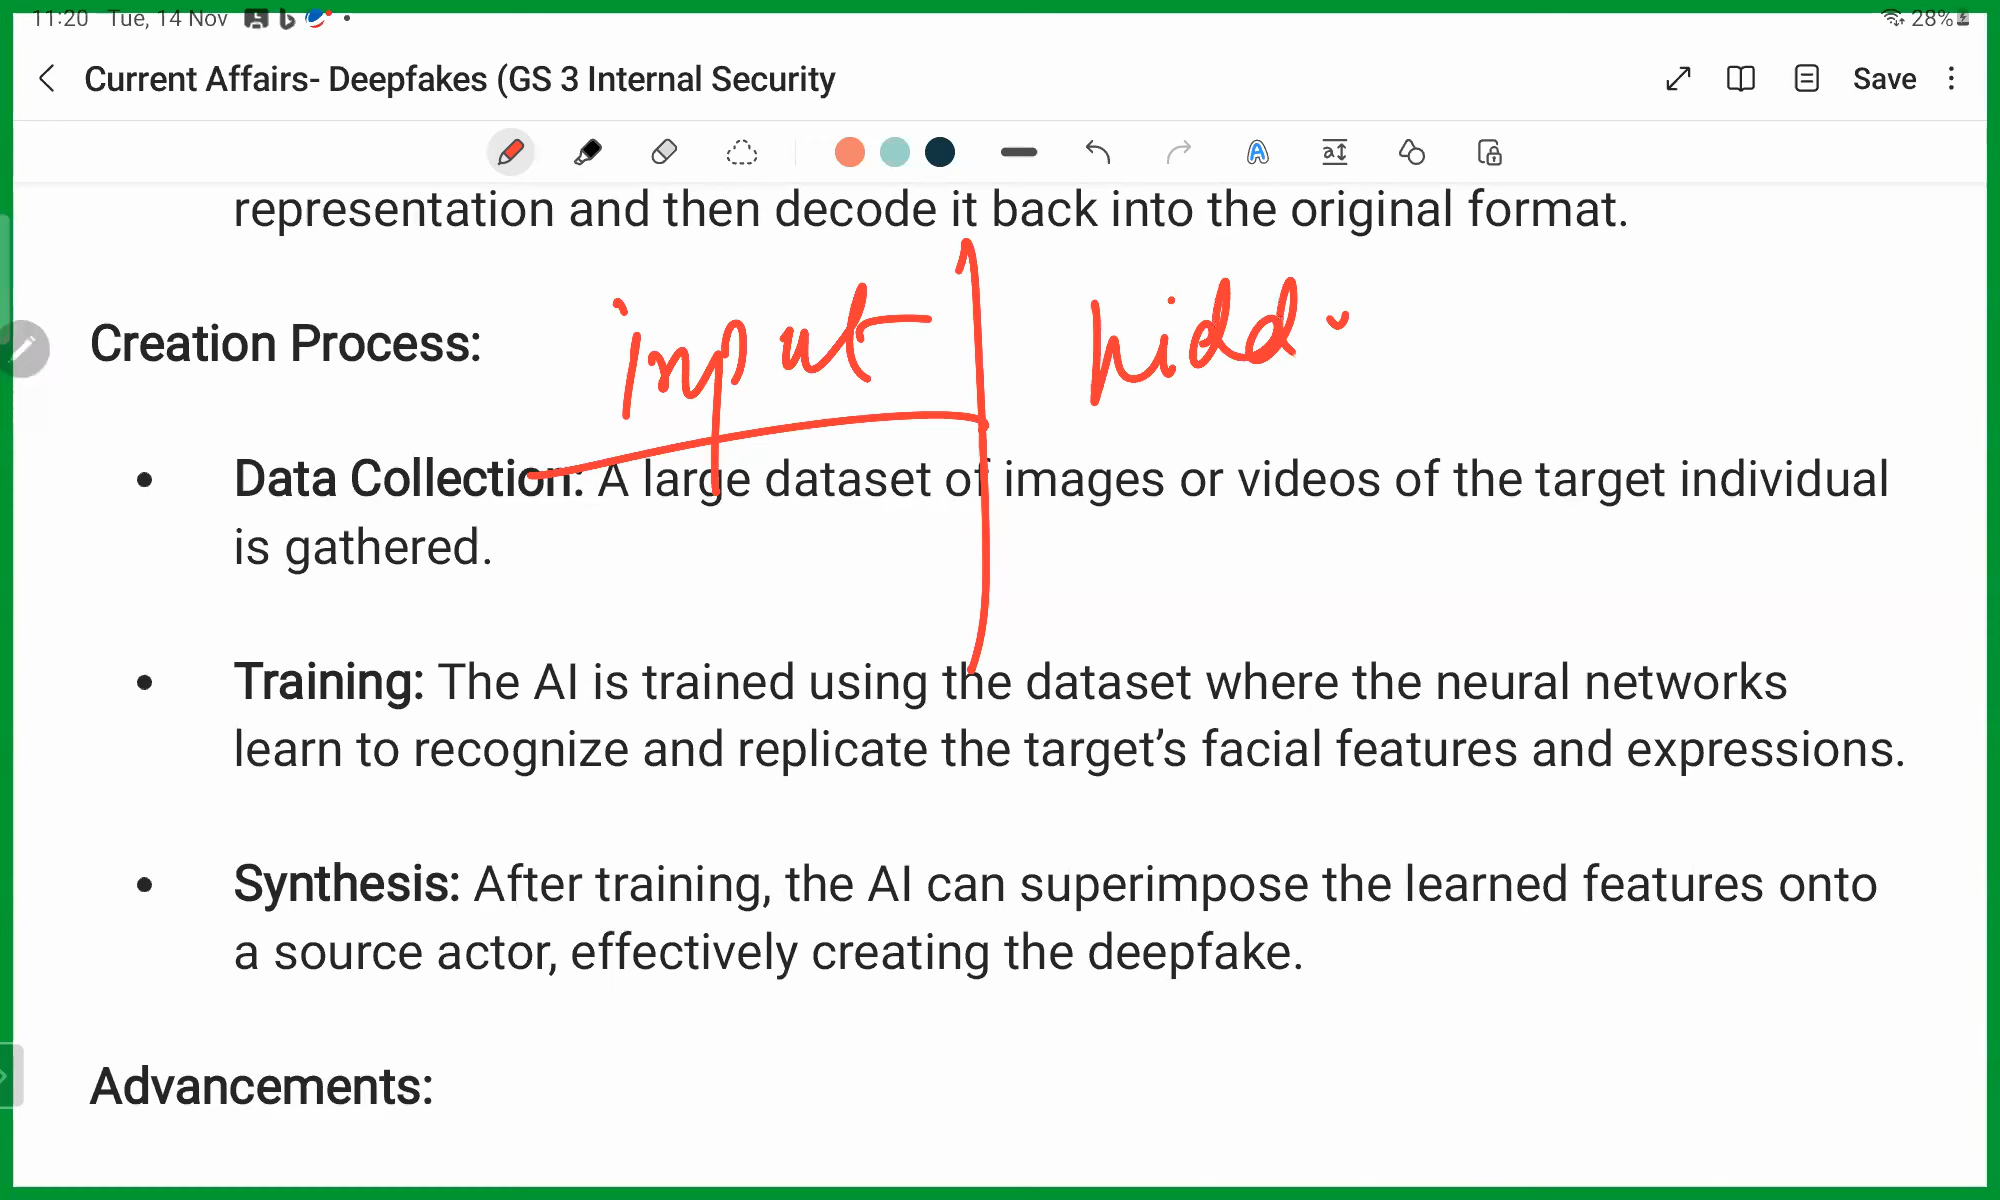 11:20 Tue, 14 Nov 28%
Current Affairs- Deepfakes (GS 3 Internal Security
Save
representation and then decode it back into the original format.
input hidd
Creation Process:
• Data Collection: A large dataset of images or videos of the target individual
is gathered.
• Training: The AI is trained using the dataset where the neural networks
learn to recognize and replicate the target’s facial features and expressions.
• Synthesis: After training, the AI can superimpose the learned features onto
a source actor, effectively creating the deepfake.
Advancements: